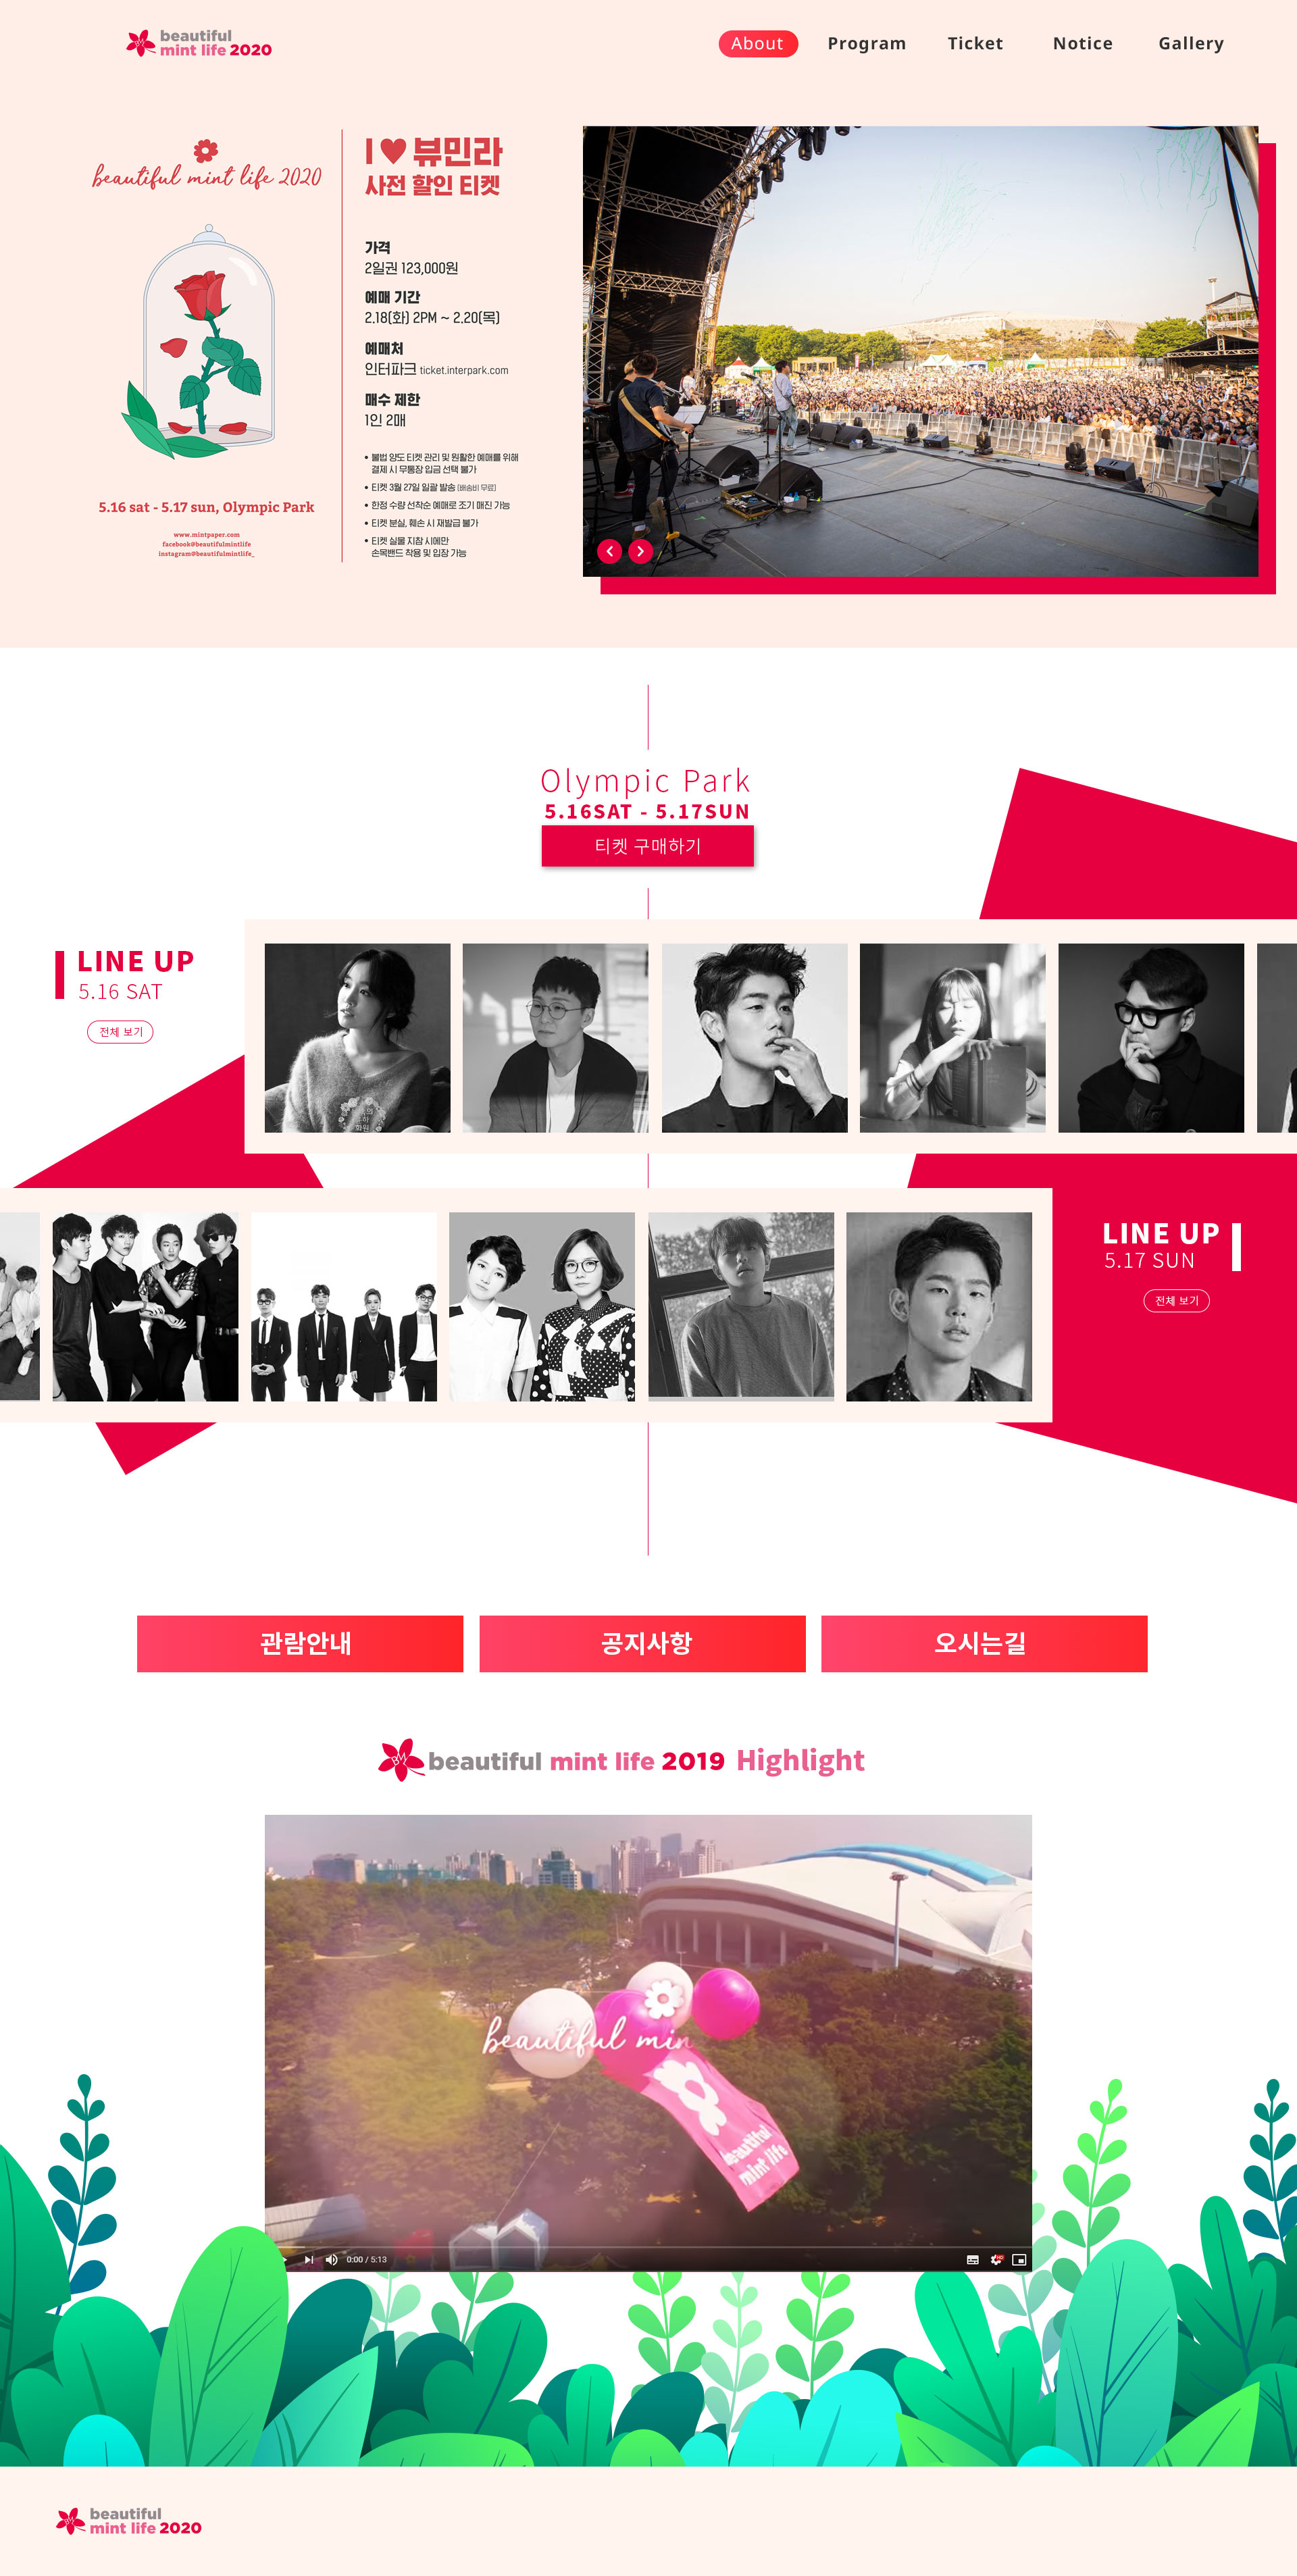 beautiful
mint life 2020
About
Program
Ticket
Notice
Gallery
beautiful mint life 2020
5.16 sat - 5.17 sun, Olympic Park
www.mintpaper.com
facebook@beautifulmintlife
instagram@beautifulmintlife_
I ♥ 뷰민라
사전 할인 티켓
가격
2일권 123,000원
예매 기간
2.18(화) 2PM ~ 2.20(목)
예매처
인터파크 ticket.interpark.com
매수 제한
1인 2매
• 불법 양도 티켓 관리 및 원활한 예매를 위해
결제 시 무통장 입금 선택 불가
• 티켓 3월 27일 일괄 발송 (배송비 무료)
• 한정 수량 선착순 예매로 조기 매진 가능
• 티켓 분실, 훼손 시 재발급 불가
• 티켓 실물 지참 시에만
손목밴드 착용 및 입장 가능
Olympic Park
5.16SAT - 5.17SUN
티켓 구매하기
LINE UP
5.16 SAT
전체 보기
LINE UP
5.17 SUN
전체 보기
관람안내
공지사항
오시는길
beautiful mint life 2019 Highlight
beautiful min
beautiful
mint life
0:00 / 5:13
beautiful
mint life 2020